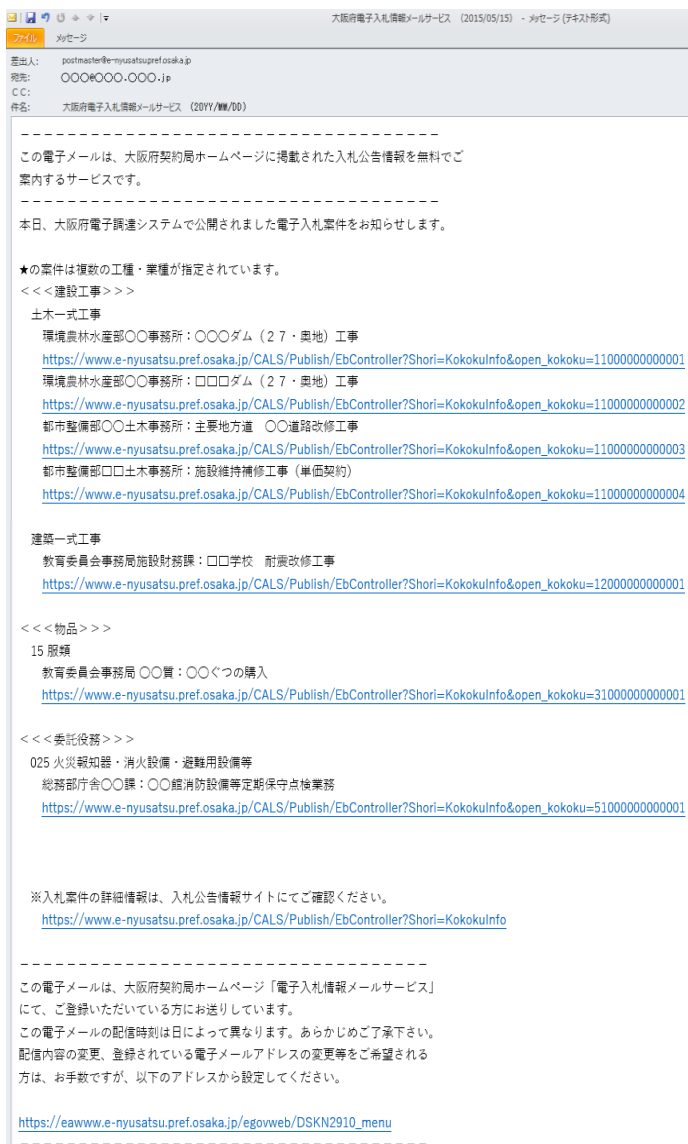 大阪府電子入札情報メールサービス （2015/05/15） - メッセージ (テキスト形式)
ファイル メッセージ
差出人: postmaster@e-nyusatsu.pref.osaka.jp
宛先: ○○○@○○○.○○○.jp
CC:
件名: 大阪府電子入札情報メールサービス （20YY/MM/DD）
－－－－－－－－－－－－－－－－－－－－－－－－－－－－－－－－－－－－
この電子メールは、大阪府契約局ホームページに掲載された入札公告情報を無料でご
案内するサービスです。
－－－－－－－－－－－－－－－－－－－－－－－－－－－－－－－－－－－－
本日、大阪府電子調達システムで公開されました電子入札案件をお知らせします。
★の案件は複数の工種・業種が指定されています。
＜＜＜建設工事＞＞＞
土木一式工事
環境農林水産部○○事務所：○○○ダム（２７・奥地）工事
https://www.e-nyusatsu.pref.osaka.jp/CALS/Publish/EbController?Shori=KokokuInfo&open_kokoku=11000000000001
環境農林水産部○○事務所：□□□ダム（２７・奥地）工事
https://www.e-nyusatsu.pref.osaka.jp/CALS/Publish/EbController?Shori=KokokuInfo&open_kokoku=11000000000002
都市整備部○○土木事務所：主要地方道　○○道路改修工事
https://www.e-nyusatsu.pref.osaka.jp/CALS/Publish/EbController?Shori=KokokuInfo&open_kokoku=11000000000003
都市整備部□□土木事務所：施設維持補修工事（単価契約）
https://www.e-nyusatsu.pref.osaka.jp/CALS/Publish/EbController?Shori=KokokuInfo&open_kokoku=11000000000004
建築一式工事
教育委員会事務局施設財務課：□□学校　耐震改修工事
https://www.e-nyusatsu.pref.osaka.jp/CALS/Publish/EbController?Shori=KokokuInfo&open_kokoku=12000000000001
＜＜＜物品＞＞＞
15 服類
教育委員会事務局 ○○質：○○ぐつの購入
https://www.e-nyusatsu.pref.osaka.jp/CALS/Publish/EbController?Shori=KokokuInfo&open_kokoku=31000000000001
＜＜＜委託役務＞＞＞
025 火災報知器・消火設備・避難用設備等
総務部庁舎○○課：○○館消防設備等定期保守点検業務
https://www.e-nyusatsu.pref.osaka.jp/CALS/Publish/EbController?Shori=KokokuInfo&open_kokoku=51000000000001
※入札案件の詳細情報は、入札公告情報サイトにてご確認ください。
https://www.e-nyusatsu.pref.osaka.jp/CALS/Publish/EbController?Shori=KokokuInfo
－－－－－－－－－－－－－－－－－－－－－－－－－－－－－－－－－－－
この電子メールは、大阪府契約局ホームページ「電子入札情報メールサービス」
にて、ご登録いただいている方にお送りしています。
この電子メールの配信時刻は日によって異なります。あらかじめご了承下さい。
配信内容の変更、登録されている電子メールアドレスの変更等をご希望される
方は、お手数ですが、以下のアドレスから設定してください。
https://eawww.e-nyusatsu.pref.osaka.jp/egovweb/DSKN2910_menu
－－－－－－－－－－－－－－－－－－－－－－－－－－－－－－－－－－－